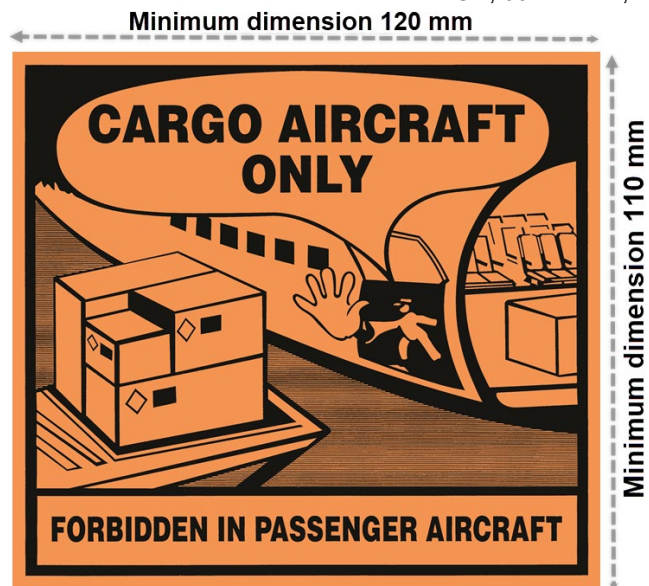 Minimum dimension 120 mm
CARGO AIRCRAFT
ONLY
Minimum dimension 110 mm
FORBIDDEN IN PASSENGER AIRCRAFT